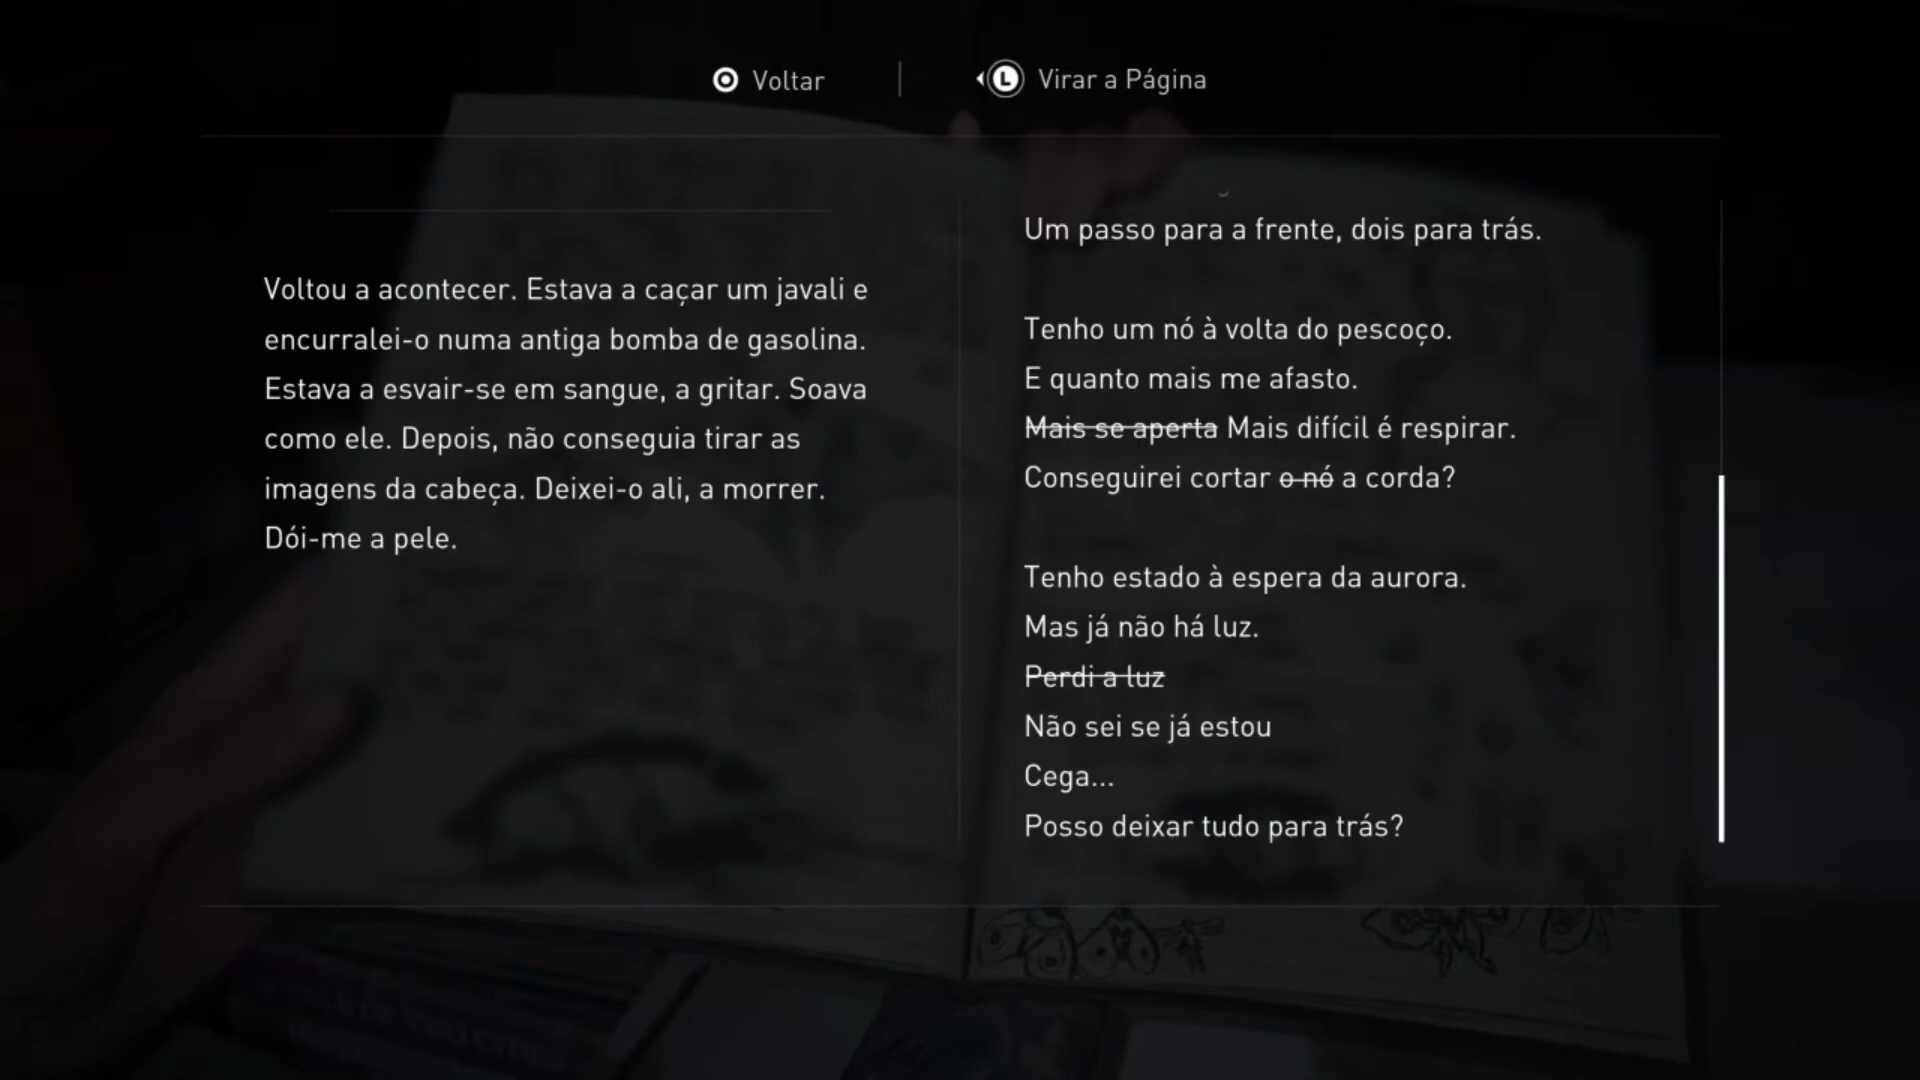 Voltar
L Virar a Página
Voltou a acontecer. Estava a caçar um javali e
encurralei-o numa antiga bomba de gasolina.
Estava a esvair-se em sangue, a gritar. Soava
como ele. Depois, não conseguia tirar as
imagens da cabeça. Deixei-o ali, a morrer.
Dói-me a pele.
Um passo para a frente, dois para trás.
Tenho um nó à volta do pescoço.
E quanto mais me afasto.
Mais se aperta Mais difícil é respirar.
Conseguirei cortar o nó a corda?
Tenho estado à espera da aurora.
Mas já não há luz.
Perdi a luz
Não sei se já estou
Cega...
Posso deixar tudo para trás?